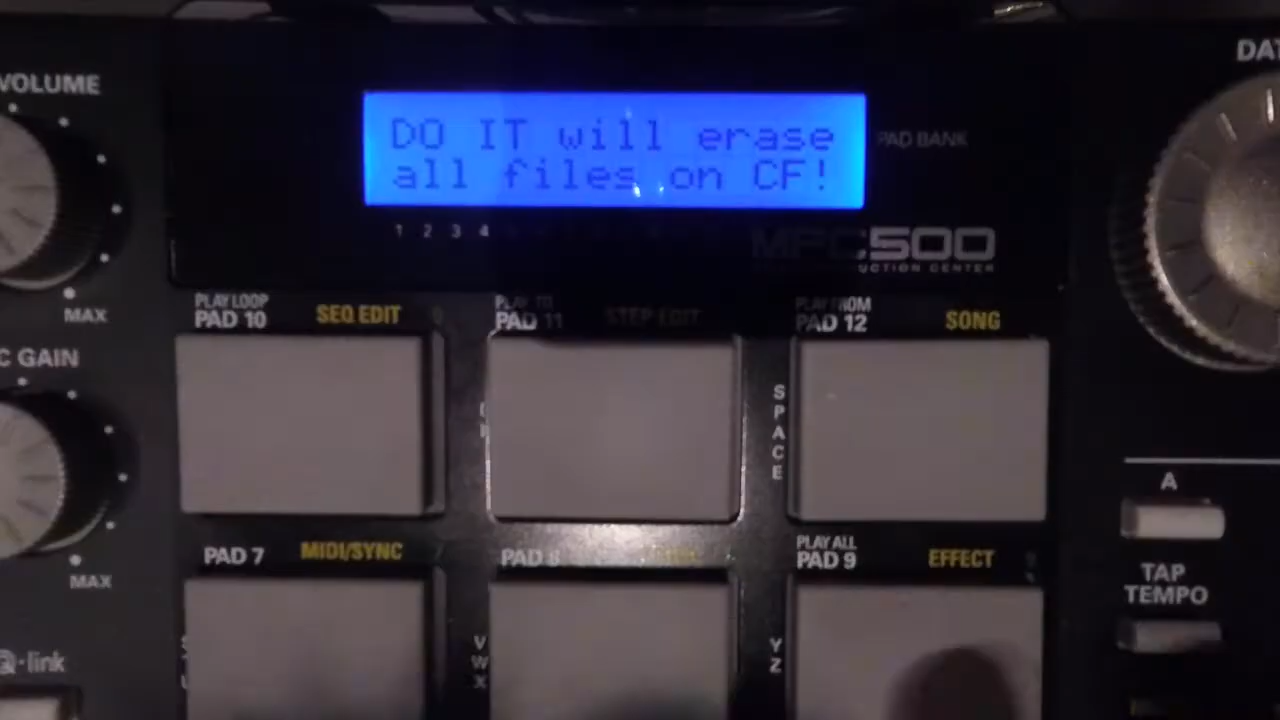 VOLUME
DO IT will erase
all files on CF!
PAD BANK
1 2 3 4
MPC500
UCTION CENTER
MAX
PLAY LOOP
PAD 10 SEQ EDIT
PLAY TO
PAD 11 STEP EDIT
PLAY FROM
PAD 12 SONG
C GAIN
SPACE
A
MAX
PAD 7 MIDI/SYNC
PAD 8
PLAY ALL
PAD 9 EFFECT
TAP
TEMPO
Q-link
V
W
X
Y
Z